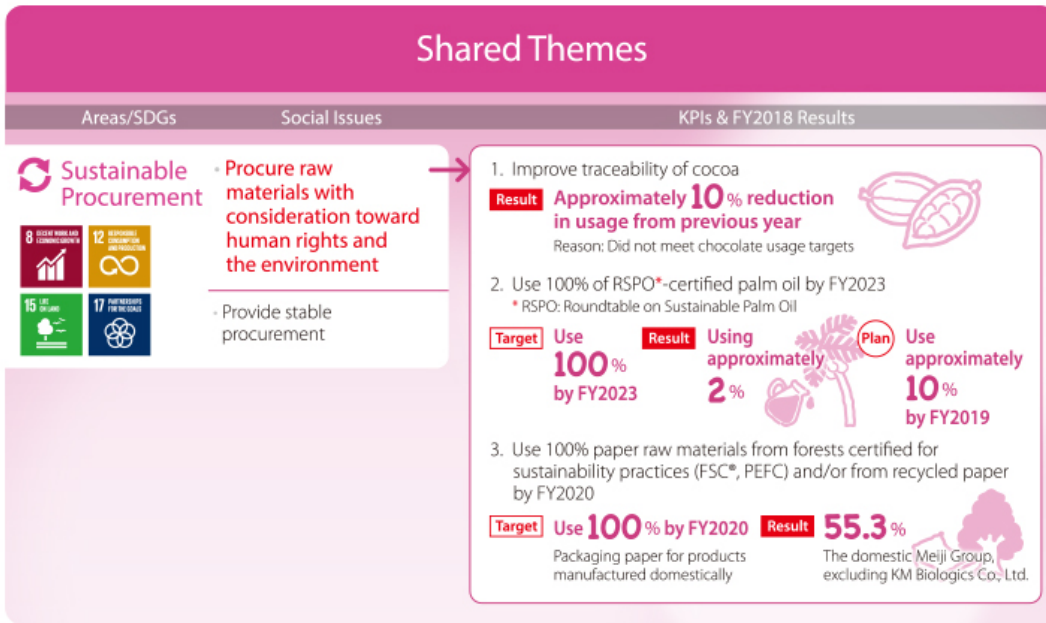 Shared Themes
Areas/SDGs
Social Issues
KPIs & FY2018 Results
Sustainable
Procurement
8 DECENT WORK AND
ECONOMIC GROWTH
12 RESPONSIBLE
CONSUMPTION
AND PRODUCTION
15 LIFE
ON LAND
17 PARTNERSHIPS
FOR THE GOALS
· Procure raw
materials with
consideration toward
human rights and
the environment
· Provide stable
procurement
1. Improve traceability of cocoa
Result Approximately 10 % reduction
in usage from previous year
Reason: Did not meet chocolate usage targets
2. Use 100% of RSPO*-certified palm oil by FY2023
* RSPO: Roundtable on Sustainable Palm Oil
Target Use
100 %
by FY2023
Result Using
approximately
2 %
Plan Use
approximately
10 %
by FY2019
3. Use 100% paper raw materials from forests certified for
sustainability practices (FSC®, PEFC) and/or from recycled paper
by FY2020
Target Use 100 % by FY2020
Packaging paper for products
manufactured domestically
Result 55.3 %
The domestic Meiji Group,
excluding KM Biologics Co., Ltd.